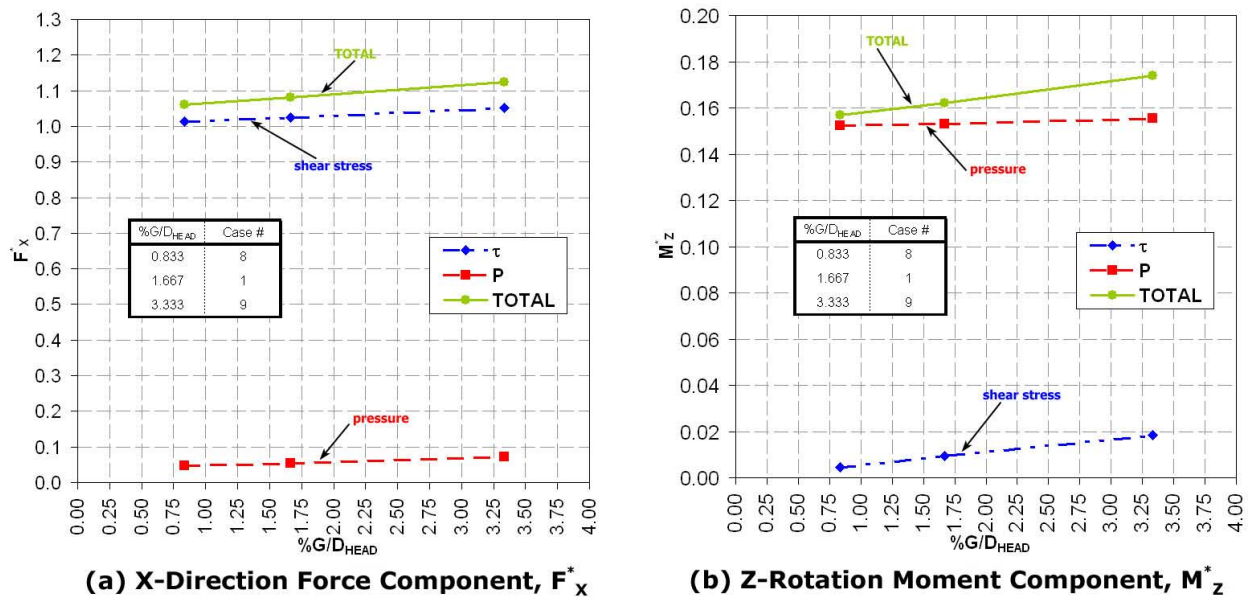 1.3
1.2
1.1
1.0
0.9
0.8
0.7
0.6
0.5
0.4
0.3
0.2
0.1
0.0
F*X
TOTAL
shear stress
%G/DHEAD Case #
0.833 8
1.667 1
3.333 9
τ
P
TOTAL
pressure
0.00 0.25 0.50 0.75 1.00 1.25 1.50 1.75 2.00 2.25 2.50 2.75 3.00 3.25 3.50 3.75 4.00
%G/DHEAD
(a) X-Direction Force Component, F*X
0.20
0.18
0.16
0.14
0.12
0.10
0.08
0.06
0.04
0.02
0.00
M*Z
TOTAL
pressure
%G/DHEAD Case #
0.833 8
1.667 1
3.333 9
τ
P
TOTAL
shear stress
0.00 0.25 0.50 0.75 1.00 1.25 1.50 1.75 2.00 2.25 2.50 2.75 3.00 3.25 3.50 3.75 4.00
%G/DHEAD
(b) Z-Rotation Moment Component, M*Z